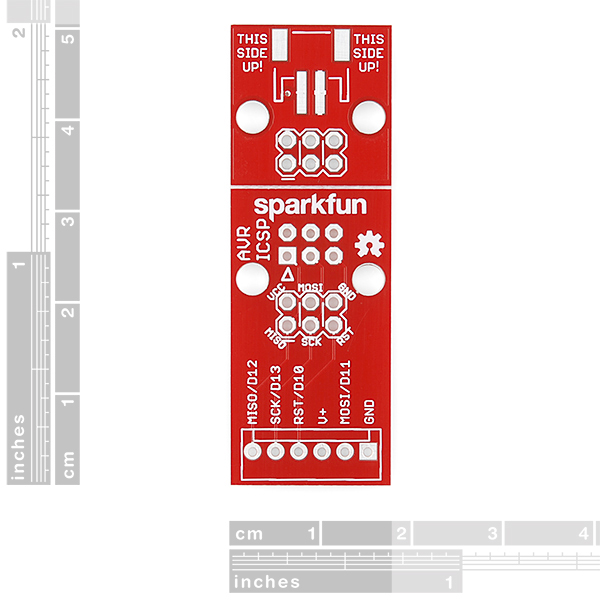 THIS
SIDE
UP!
THIS
SIDE
UP!
sparkfun
AVR
ICSP
VCC
MOSI
GND
MISO
SCK
RST
MISO/D12
SCK/D13
RST/D10
V+
MOSI/D11
GND
2
1
inches
5
4
3
2
1
cm
cm 1 2 3 4
inches 1